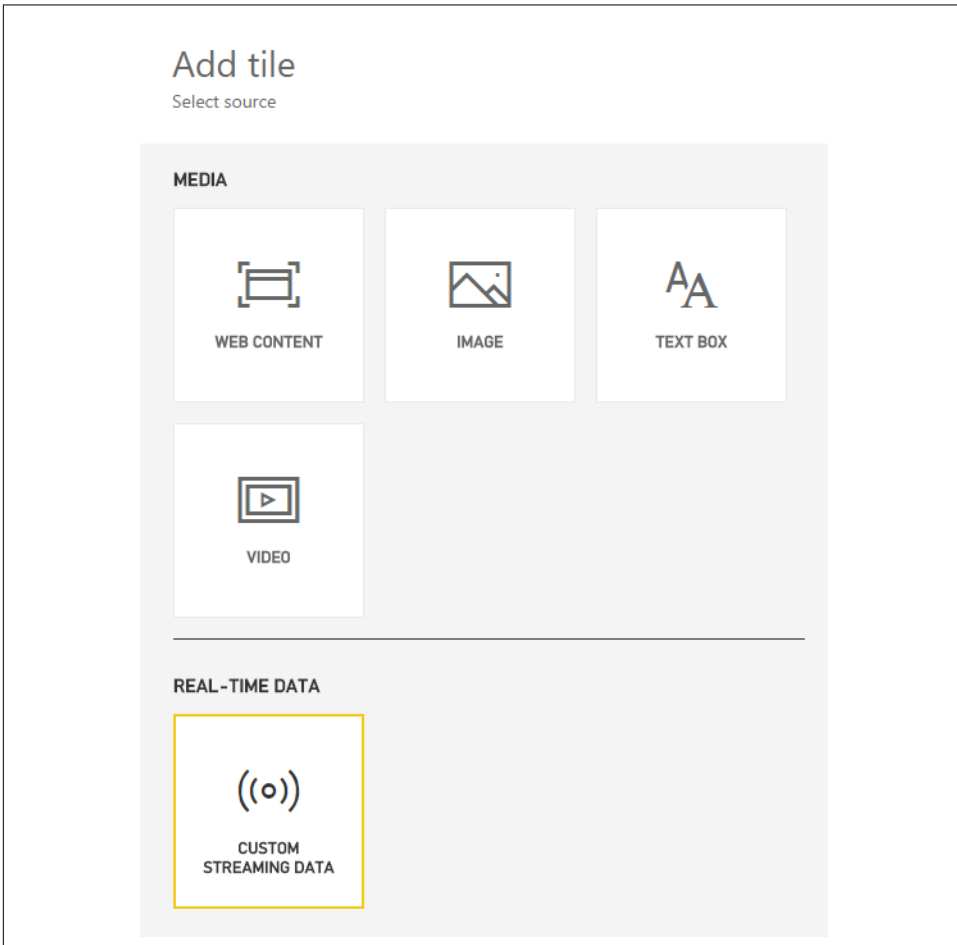 Add tile
Select source
MEDIA
WEB CONTENT
IMAGE
TEXT BOX
VIDEO
REAL-TIME DATA
CUSTOM
STREAMING DATA